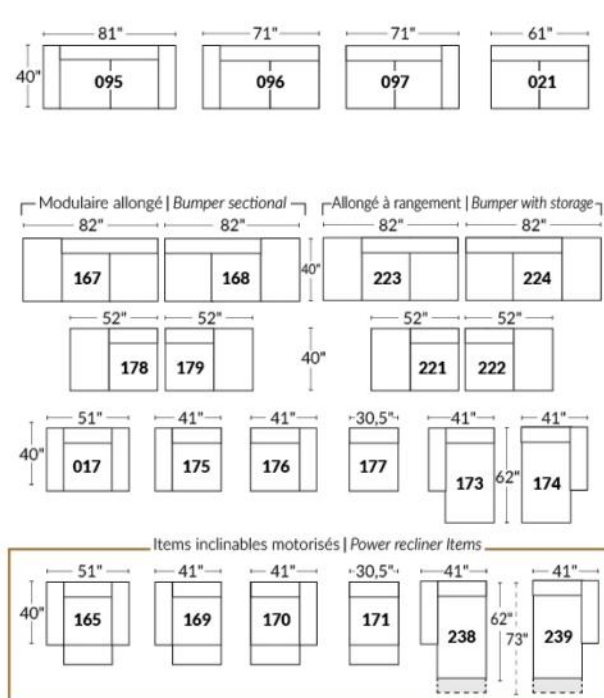 81" 71" 71" 61"
40" 095 096 097 021
Modulaire allongé | Bumper sectional Allongé à rangement | Bumper with storage
82" 82" 82" 82"
167 168 40" 223 224
52" 52" 52" 52"
178 179 40" 221 222
51" 41" 41" 30,5" 41" 41"
40" 017 175 176 177 173 62" 174
Items inclinables motorisés | Power recliner Items
51" 41" 41" 30,5" 41" 41"
40" 165 169 170 171 238 62" 73" 239